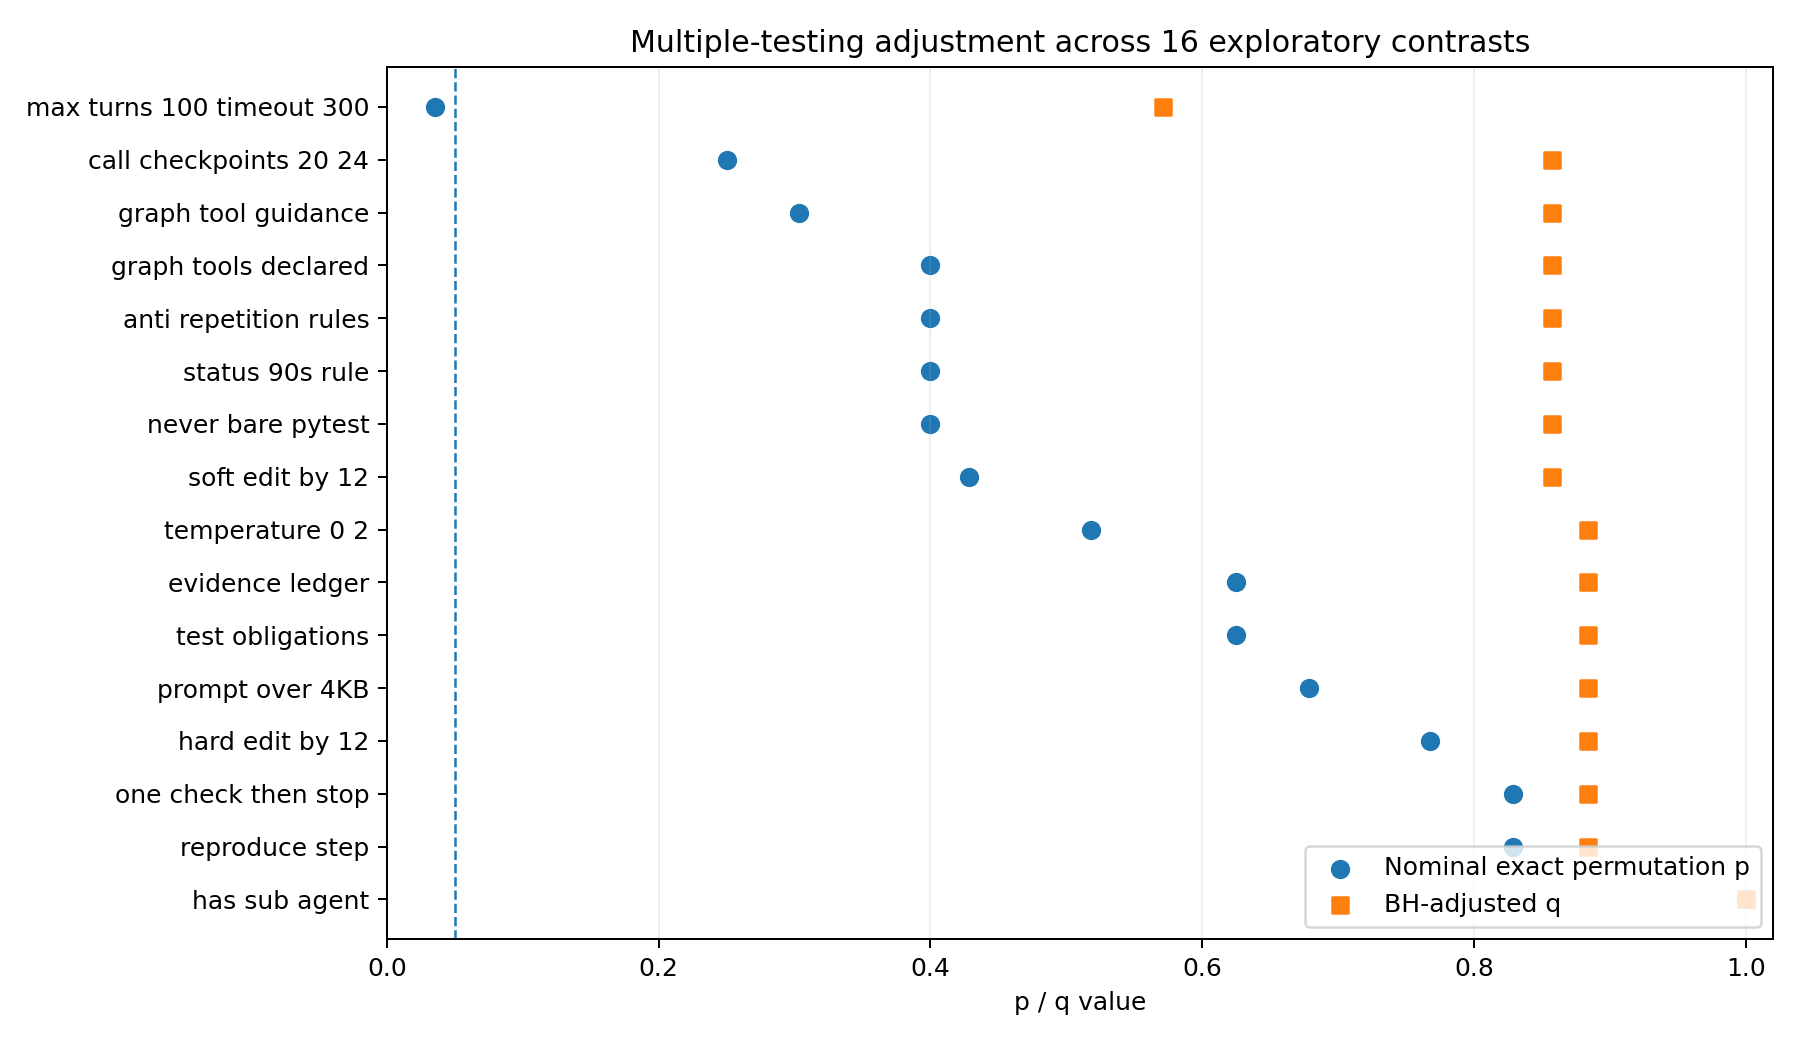 Multiple-testing adjustment across 16 exploratory contrasts
max turns 100 timeout 300
call checkpoints 20 24
graph tool guidance
graph tools declared
anti repetition rules
status 90s rule
never bare pytest
soft edit by 12
temperature 0 2
evidence ledger
test obligations
prompt over 4KB
hard edit by 12
one check then stop
reproduce step
has sub agent
Nominal exact permutation p
BH-adjusted q
0.0 0.2 0.4 0.6 0.8 1.0
p / q value